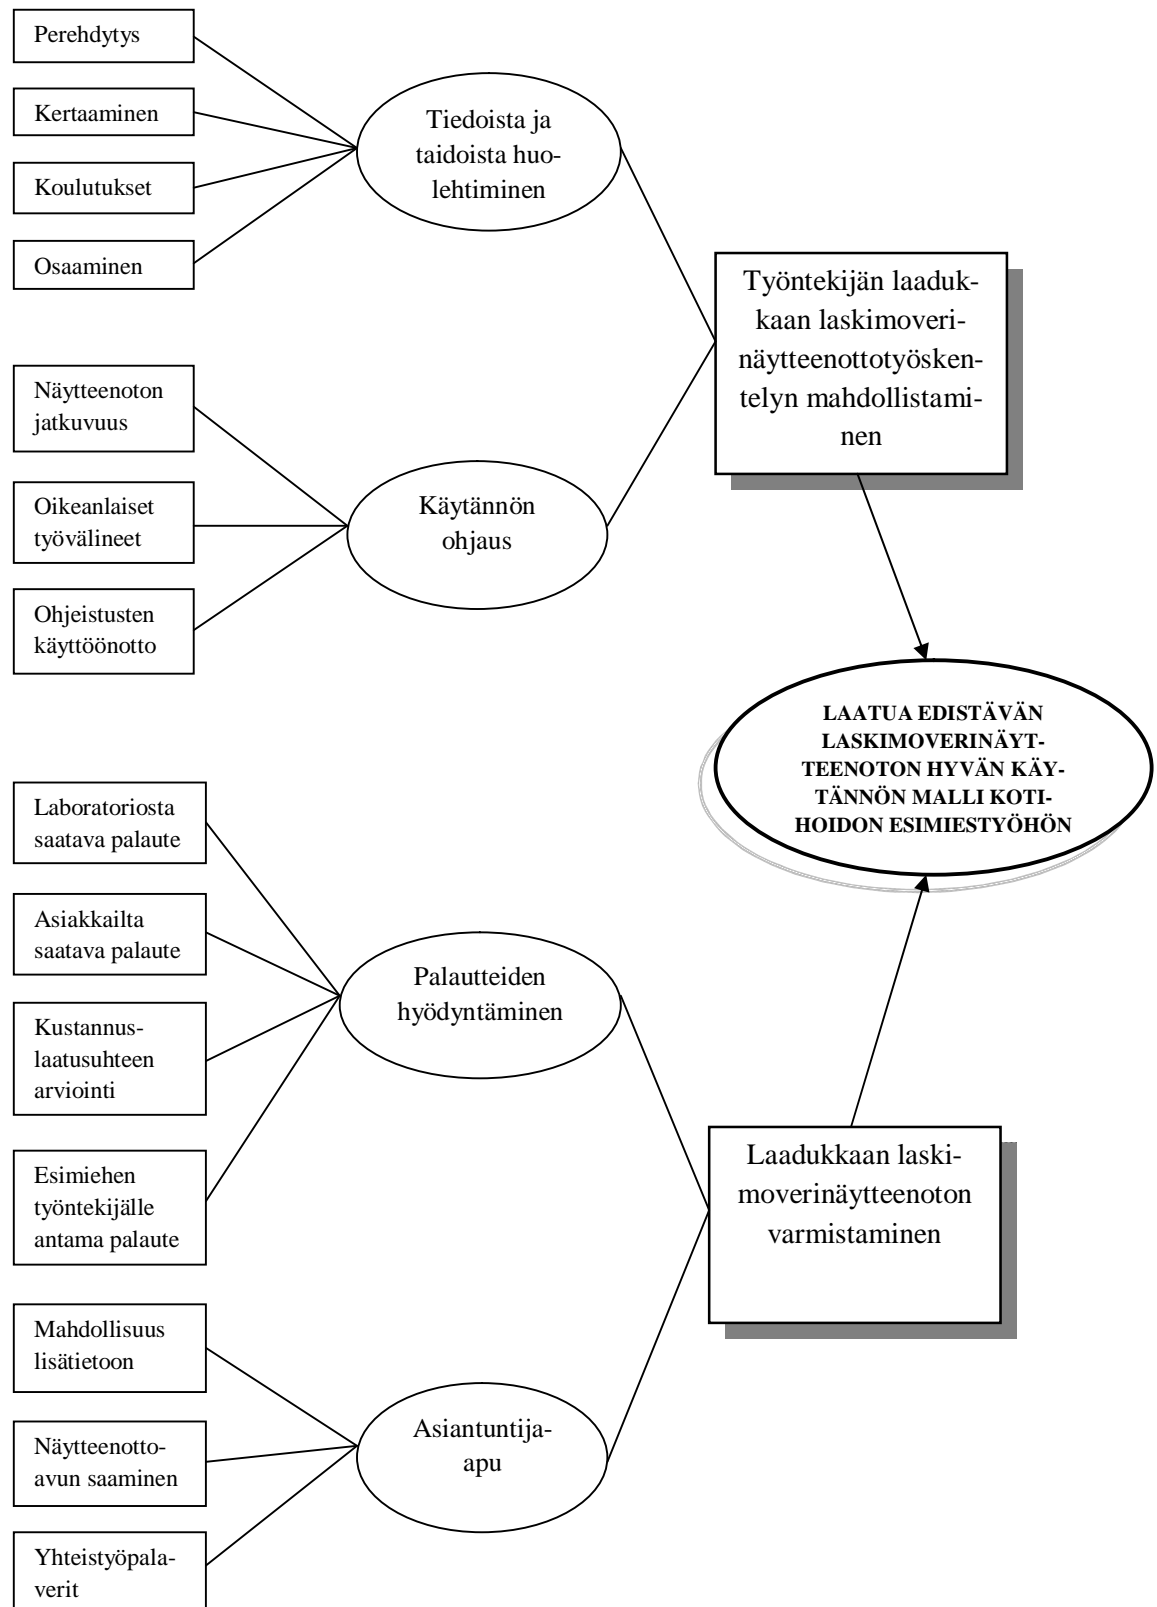 Perehdytys
Kertaaminen
Koulutukset
Osaaminen
Tiedoista ja
taidoista huo-
lehtiminen
Näytteenoton
jatkuvuus
Oikeanlaiset
työvälineet
Ohjeistusten
käyttöönotto
Käytännön
ohjaus
Työntekijän laaduk-
kaan laskimoveri-
näytteenottotyösken-
telyn mahdollistami-
nen
LAATUA EDISTÄVÄN
LASKIMOVERINÄYT-
TEENOTON HYVÄN KÄY-
TÄNNÖN MALLI KOTI-
HOIDON ESIMIESTYÖHÖN
Laboratoriosta
saatava palaute
Asiakkailta
saatava palaute
Kustannus-
laatusuhteen
arviointi
Esimiehen
työntekijälle
antama palaute
Palautteiden
hyödyntäminen
Mahdollisuus
lisätietoon
Näytteenotto-
avun saaminen
Yhteistyöpala-
verit
Asiantuntija-
apu
Laadukkaan laski-
moverinäytteenoton
varmistaminen